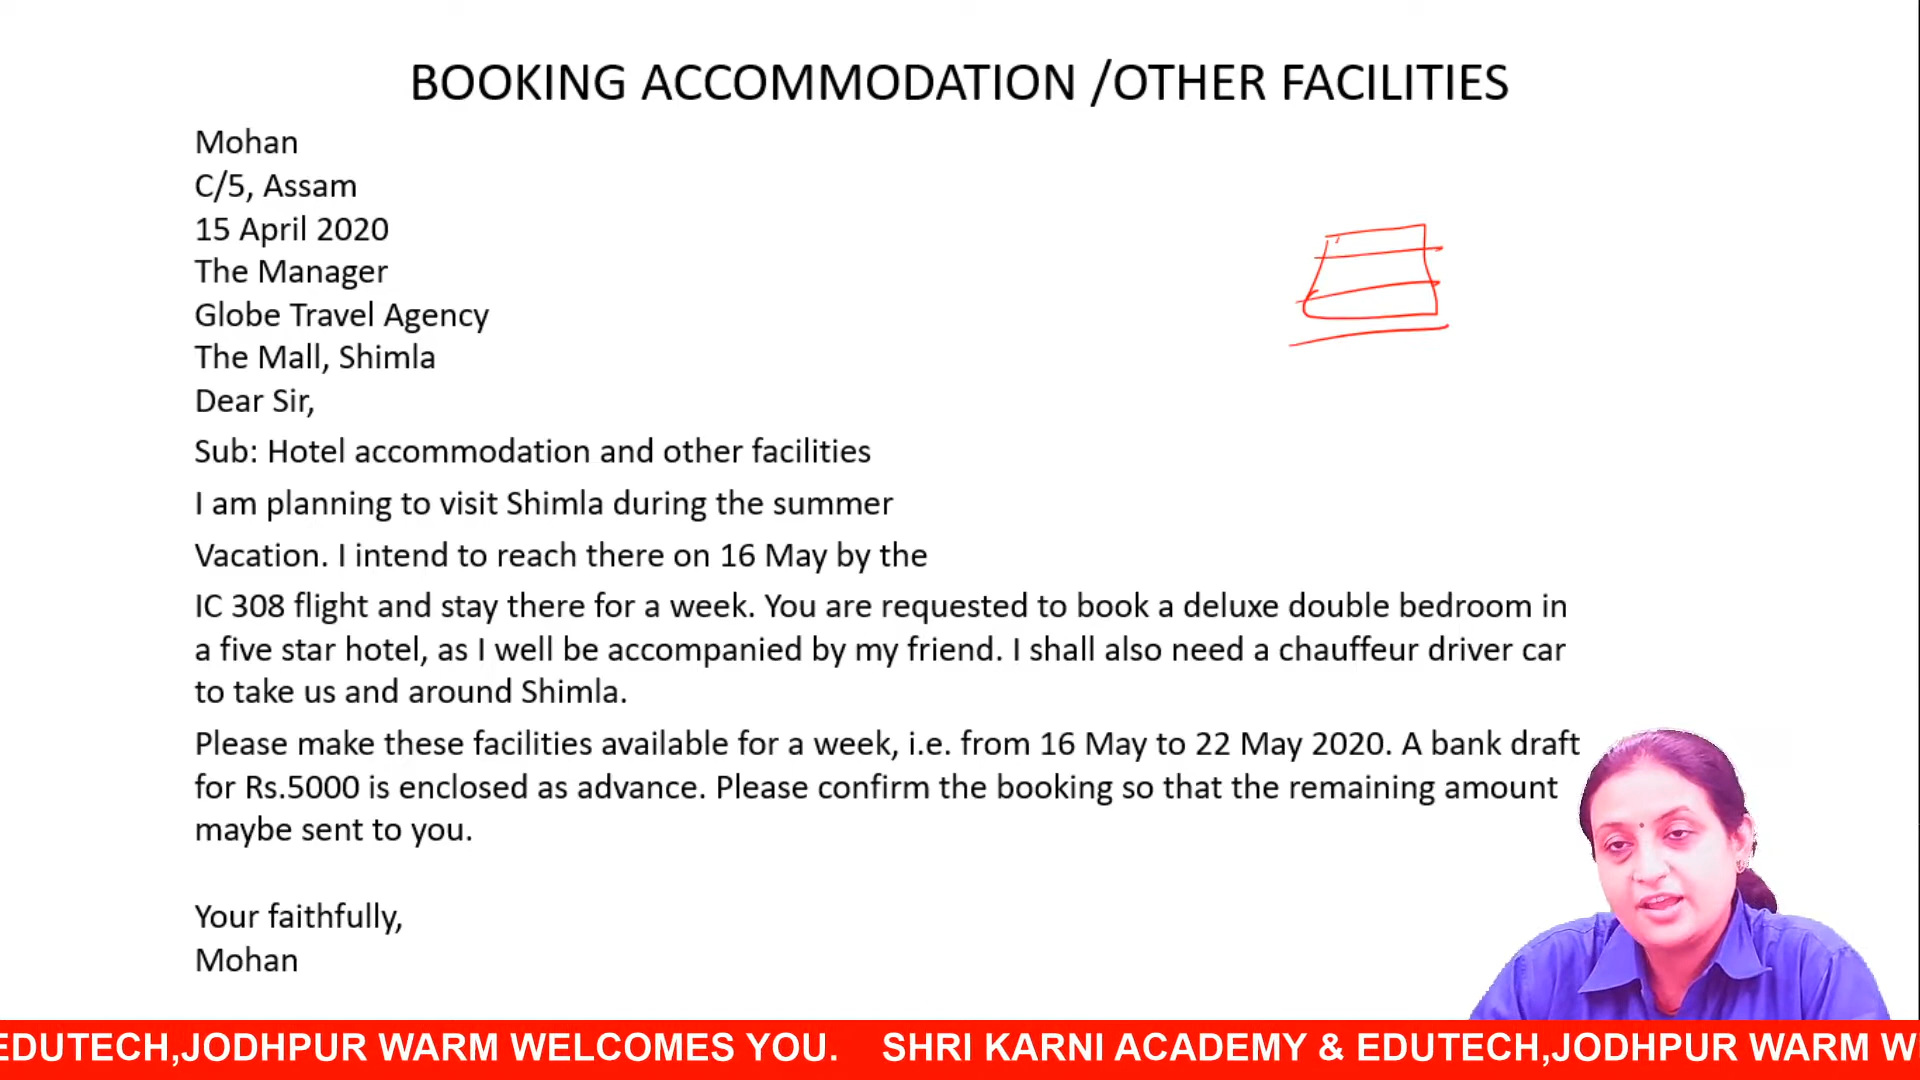 BOOKING ACCOMMODATION /OTHER FACILITIES
Mohan
C/5, Assam
15 April 2020
The Manager
Globe Travel Agency
The Mall, Shimla
Dear Sir,
Sub: Hotel accommodation and other facilities
I am planning to visit Shimla during the summer
Vacation. I intend to reach there on 16 May by the
IC 308 flight and stay there for a week. You are requested to book a deluxe double bedroom in
a five star hotel, as I well be accompanied by my friend. I shall also need a chauffeur driver car
to take us and around Shimla.
Please make these facilities available for a week, i.e. from 16 May to 22 May 2020. A bank draft
for Rs.5000 is enclosed as advance. Please confirm the booking so that the remaining amount
maybe sent to you.
Your faithfully,
Mohan
EDUTECH,JODHPUR WARM WELCOMES YOU. SHRI KARNI ACADEMY & EDUTECH,JODHPUR WARM W